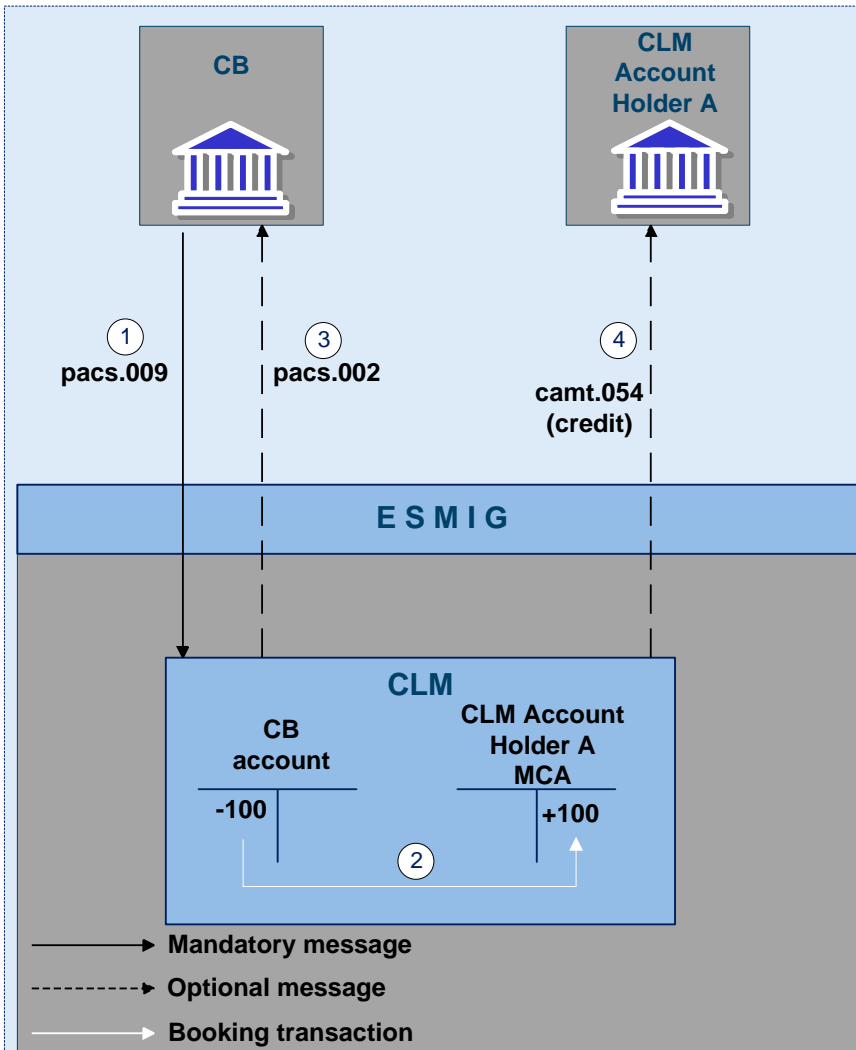 CB
CLM
Account
Holder A
1
pacs.009
3
pacs.002
4
camt.054
(credit)
E S M I G
CLM
CB
account
CLM Account
Holder A
MCA
-100
+100
2
Mandatory message
Optional message
Booking transaction